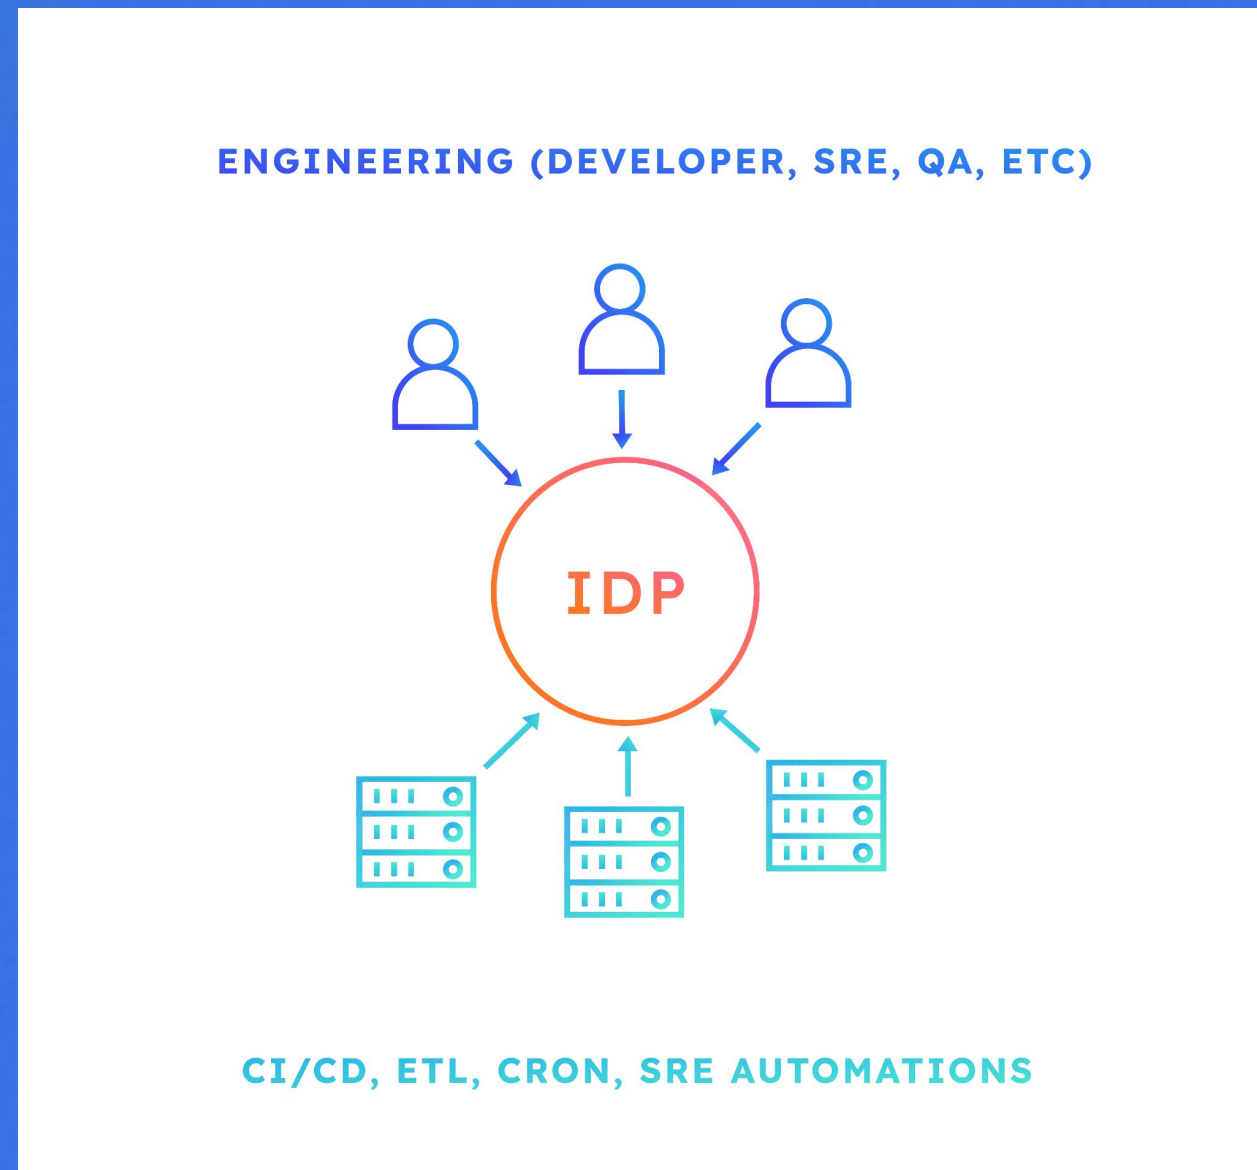 ENGINEERING (DEVELOPER, SRE, QA, ETC)
IDP
CI/CD, ETL, CRON, SRE AUTOMATIONS